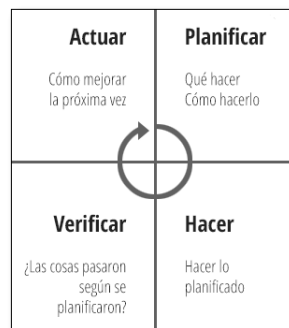 Actuar
Cómo mejorar
la próxima vez
Planificar
Qué hacer
Cómo hacerlo
Verificar
¿Las cosas pasaron
según se
planificaron?
Hacer
Hacer lo
planificado